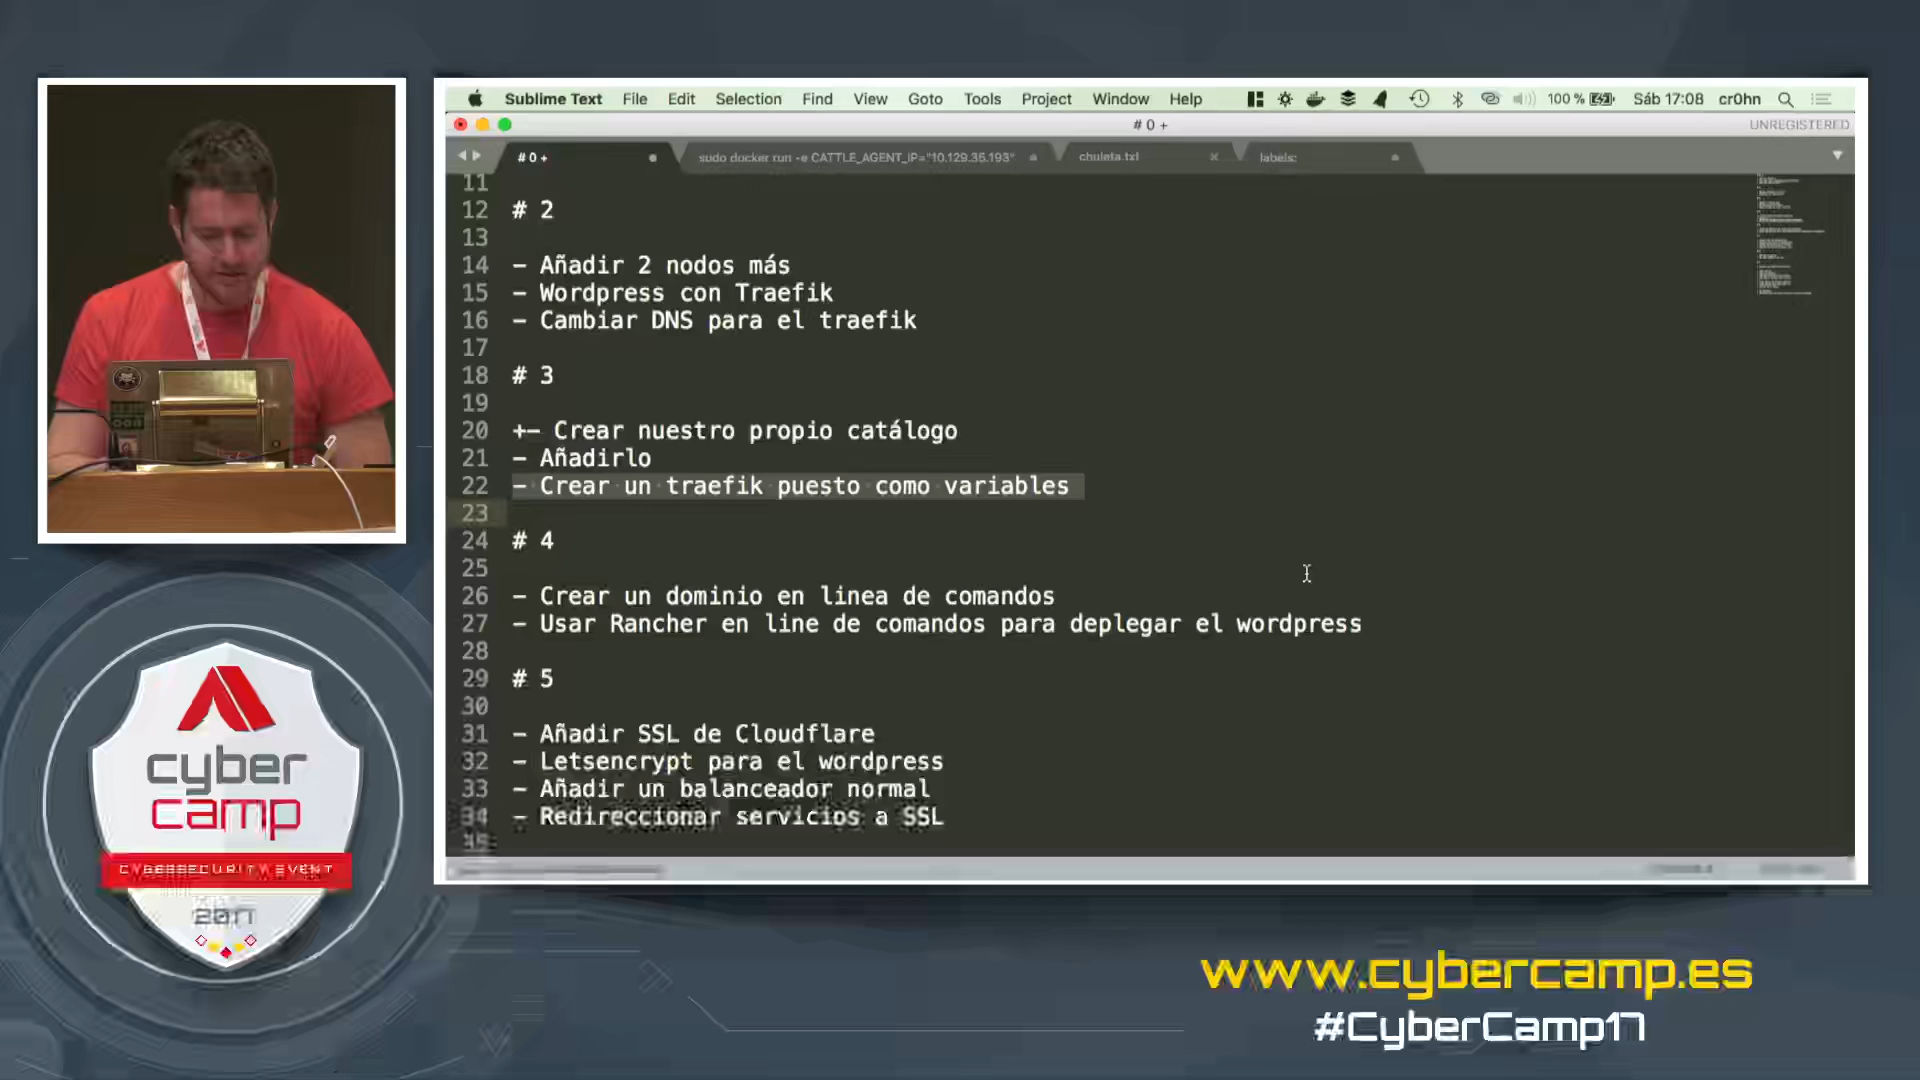 Sublime Text File Edit Selection Find View Goto Tools Project Window Help 100 % Sáb 17:08 cr0hn
# 0 +
UNREGISTERED
# 0 +
sudo docker run -e CATTLE_AGENT_IP="10.129.35.193"
chuleta.txt
labels:
11
12 # 2
13
14 - Añadir 2 nodos más
15 - Wordpress con Traefik
16 - Cambiar DNS para el traefik
17
18 # 3
19
20 +- Crear nuestro propio catálogo
21 - Añadirlo
22 - Crear un traefik puesto como variables
23
24 # 4
25
26 - Crear un dominio en linea de comandos
27 - Usar Rancher en line de comandos para deplegar el wordpress
28
29 # 5
30
31 - Añadir SSL de Cloudflare
32 - Letsencrypt para el wordpress
33 - Añadir un balanceador normal
34 - Redireccionar servicios a SSL
35
cyber
camp
CYBERSECURITY EVENT
2017
www.cybercamp.es
#CyberCamp17